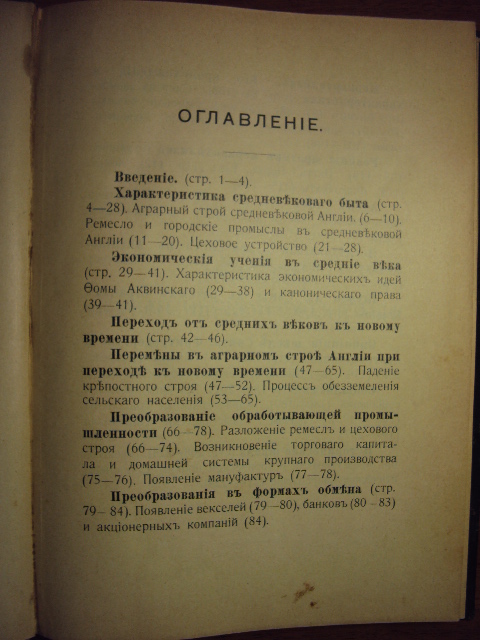 ОГЛАВЛЕНІЕ.
Введеніе. (стр. 1—4).
Характеристика средневѣковаго быта (стр.
4—28). Аграрный строй средневѣковой Англіи. (6—10).
Ремесло и городскіе промыслы въ средневѣковой
Англіи (11—20). Цеховое устройство (21—28).
Экономическія ученія въ средніе вѣка
(стр. 29—41). Характеристика экономическихъ идей
Ѳомы Аквинскаго (29—38) и каноническаго права
(39—41).
Переходъ отъ среднихъ вѣковъ къ новому
времени (стр. 42—46).
Перемѣны въ аграрномъ строѣ Англіи при
переходѣ къ новому времени (47—65). Паденіе
крѣпостного строя (47—52). Процессъ обезземеленія
сельскаго населенія (53—65).
Преобразованіе обработывающей промы-
шленности (66—78). Разложеніе ремеслъ и цехового
строя (66—74). Возникновеніе торговаго капита-
ла и домашней системы крупнаго производства
(75—76). Появленіе мануфактуръ (77—78).
Преобразованія въ формахъ обмѣна (стр.
79—84). Появленіе векселей (79—80), банковъ (80—83)
и акціонерныхъ компаній (84).